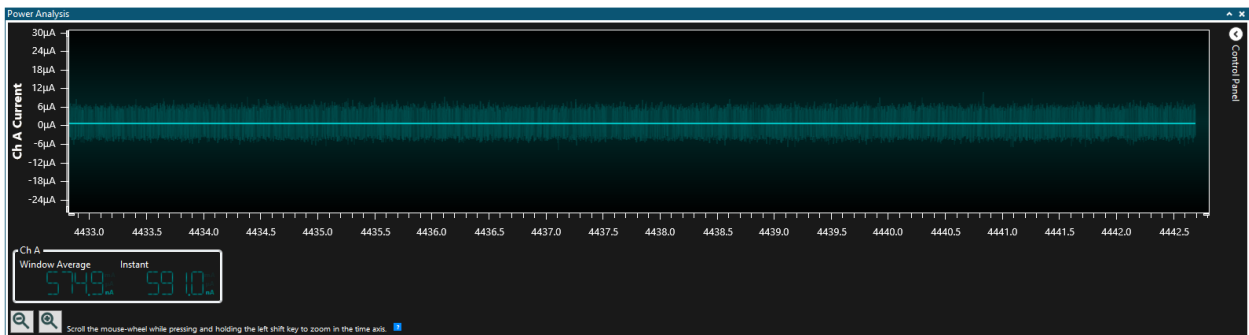 Power Analysis
30µA
24µA
18µA
12µA
6µA
0µA
-6µA
-12µA
-18µA
-24µA
Ch A Current
Control Panel
4433.0 4433.5 4434.0 4434.5 4435.0 4435.5 4436.0 4436.5 4437.0 4437.5 4438.0 4438.5 4439.0 4439.5 4440.0 4440.5 4441.0 4441.5 4442.0 4442.5
Ch A
Window Average Instant
574.9 591.0
Scroll the mouse-wheel while pressing and holding the left shift key to zoom in the time axis. ?